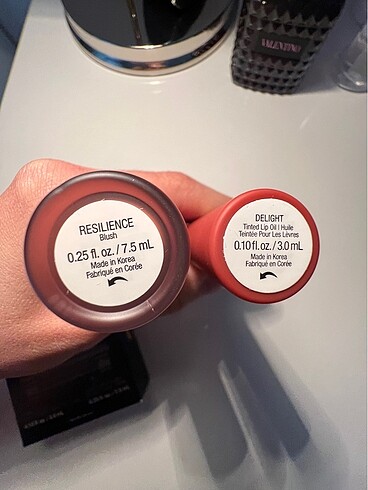 VALENTINO
RESILIENCE
Blush
0.25 fl. oz. / 7.5 mL
Made in Korea
Fabriqué en Corée
DELIGHT
Tinted Lip Oil | Huile
Teintée Pour Les Lèvres
0.10 fl. oz. / 3.0 mL
Made in Korea
Fabriqué en Corée